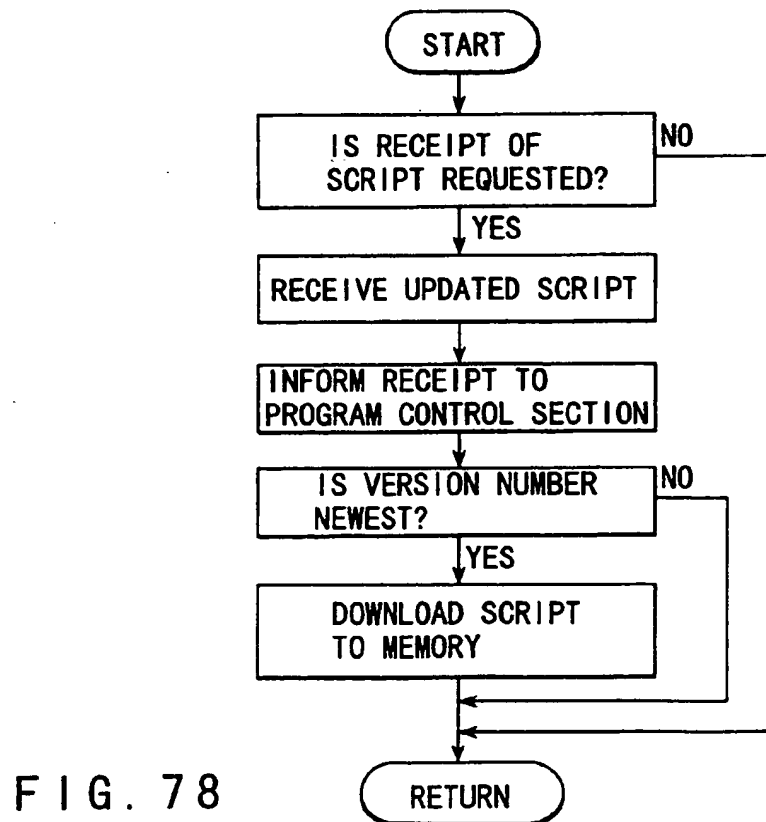 START
IS RECEIPT OF
SCRIPT REQUESTED?
NO
YES
RECEIVE UPDATED SCRIPT
INFORM RECEIPT TO
PROGRAM CONTROL SECTION
IS VERSION NUMBER
NEWEST?
NO
YES
DOWNLOAD SCRIPT
TO MEMORY
RETURN
FIG. 78